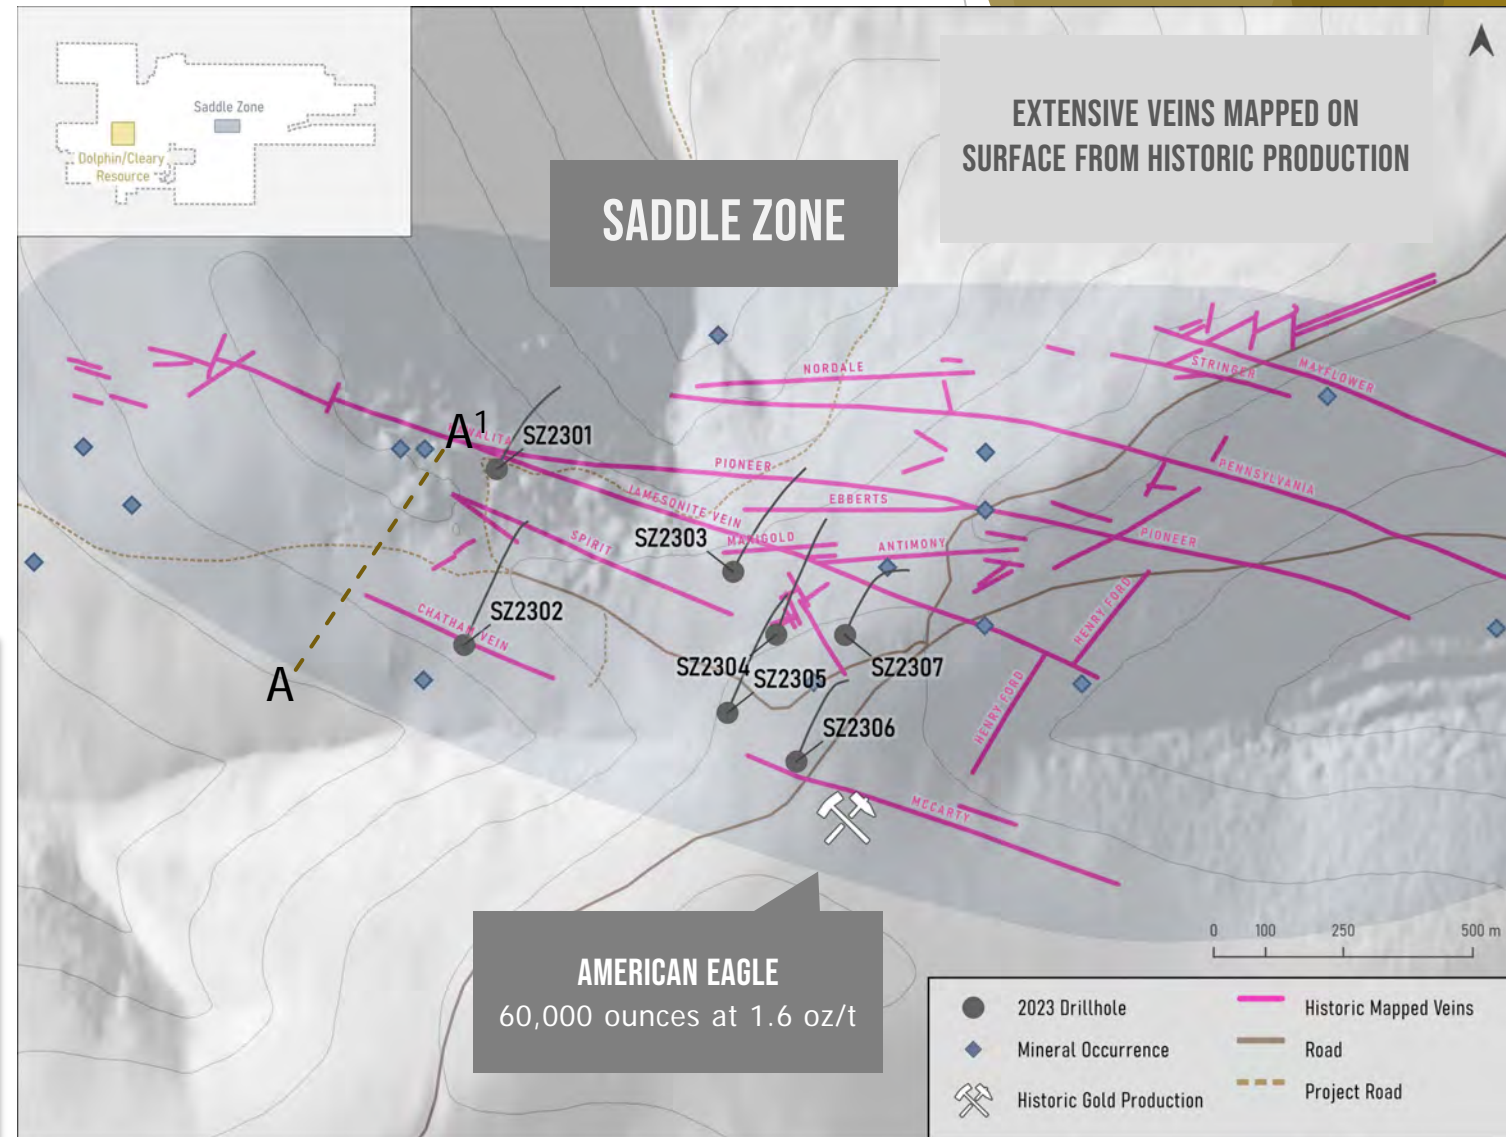 Saddle Zone
Dolphin/Cleary
Resource
EXTENSIVE VEINS MAPPED ON
SURFACE FROM HISTORIC PRODUCTION
SADDLE ZONE
NORDALE
STRINGER
MAYFLOWER
A1
SZ2301
PIONEER
PENNSYLVANIA
JAMESONITE VEIN
EBBERTS
SZ2303
MARIGOLD
ANTIMONY
PIONEER
SPIRIT
SZ2302
CHATHAM VEIN
HENRY FORD
A
SZ2304
SZ2305
SZ2307
HENRY FORD
SZ2306
MCCARTY
AMERICAN EAGLE
60,000 ounces at 1.6 oz/t
0 100 250 500 m
2023 Drillhole
Mineral Occurrence
Historic Gold Production
Historic Mapped Veins
Road
Project Road